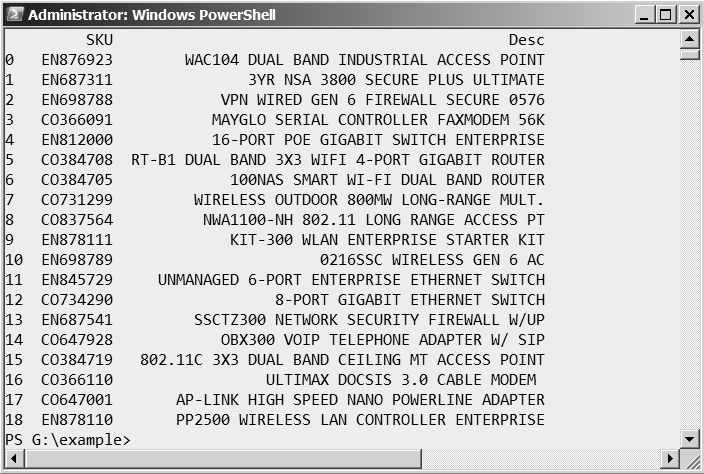 Administrator: Windows PowerShell
SKU Desc
0 EN876923 WAC104 DUAL BAND INDUSTRIAL ACCESS POINT
1 EN687311 3YR NSA 3800 SECURE PLUS ULTIMATE
2 EN698788 VPN WIRED GEN 6 FIREWALL SECURE 0576
3 CO366091 MAYGLO SERIAL CONTROLLER FAXMODEM 56K
4 EN812000 16-PORT POE GIGABIT SWITCH ENTERPRISE
5 CO384708 RT-B1 DUAL BAND 3X3 WIFI 4-PORT GIGABIT ROUTER
6 CO384705 100NAS SMART WI-FI DUAL BAND ROUTER
7 CO731299 WIRELESS OUTDOOR 800MW LONG-RANGE MULT.
8 CO837564 NWA1100-NH 802.11 LONG RANGE ACCESS PT
9 EN878111 KIT-300 WLAN ENTERPRISE STARTER KIT
10 EN698789 0216SSC WIRELESS GEN 6 AC
11 EN845729 UNMANAGED 6-PORT ENTERPRISE ETHERNET SWITCH
12 CO734290 8-PORT GIGABIT ETHERNET SWITCH
13 EN687541 SSCTZ300 NETWORK SECURITY FIREWALL W/UP
14 CO647928 OBX300 VOIP TELEPHONE ADAPTER W/ SIP
15 CO384719 802.11C 3X3 DUAL BAND CEILING MT ACCESS POINT
16 CO366110 ULTIMAX DOCSIS 3.0 CABLE MODEM
17 CO647001 AP-LINK HIGH SPEED NANO POWERLINE ADAPTER
18 EN878110 PP2500 WIRELESS LAN CONTROLLER ENTERPRISE
PS G:\example>